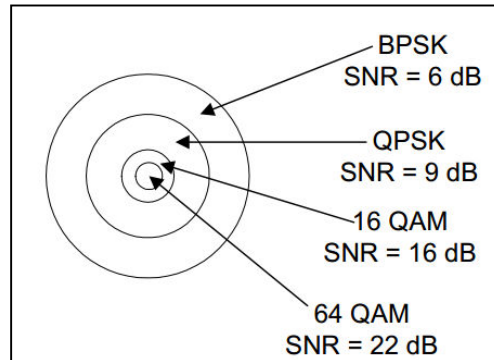 BPSK
SNR = 6 dB
QPSK
SNR = 9 dB
16 QAM
SNR = 16 dB
64 QAM
SNR = 22 dB